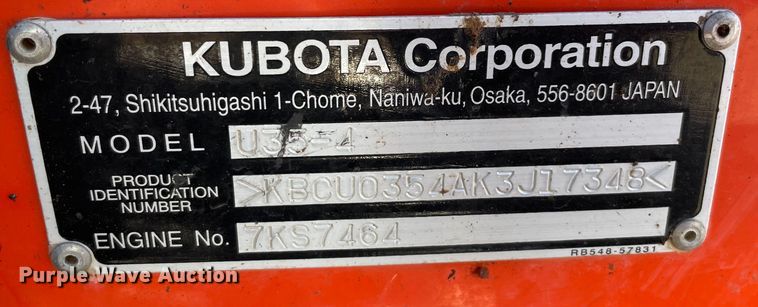 KUBOTA Corporation
2-47, Shikitsuhigashi 1-Chome, Naniwa-ku, Osaka, 556-8601 JAPAN
MODEL U35-4
PRODUCT IDENTIFICATION NUMBER >KBCU0354AK3J17348<
ENGINE No. 7KS7464
RB548-57831
Purple Wave Auction